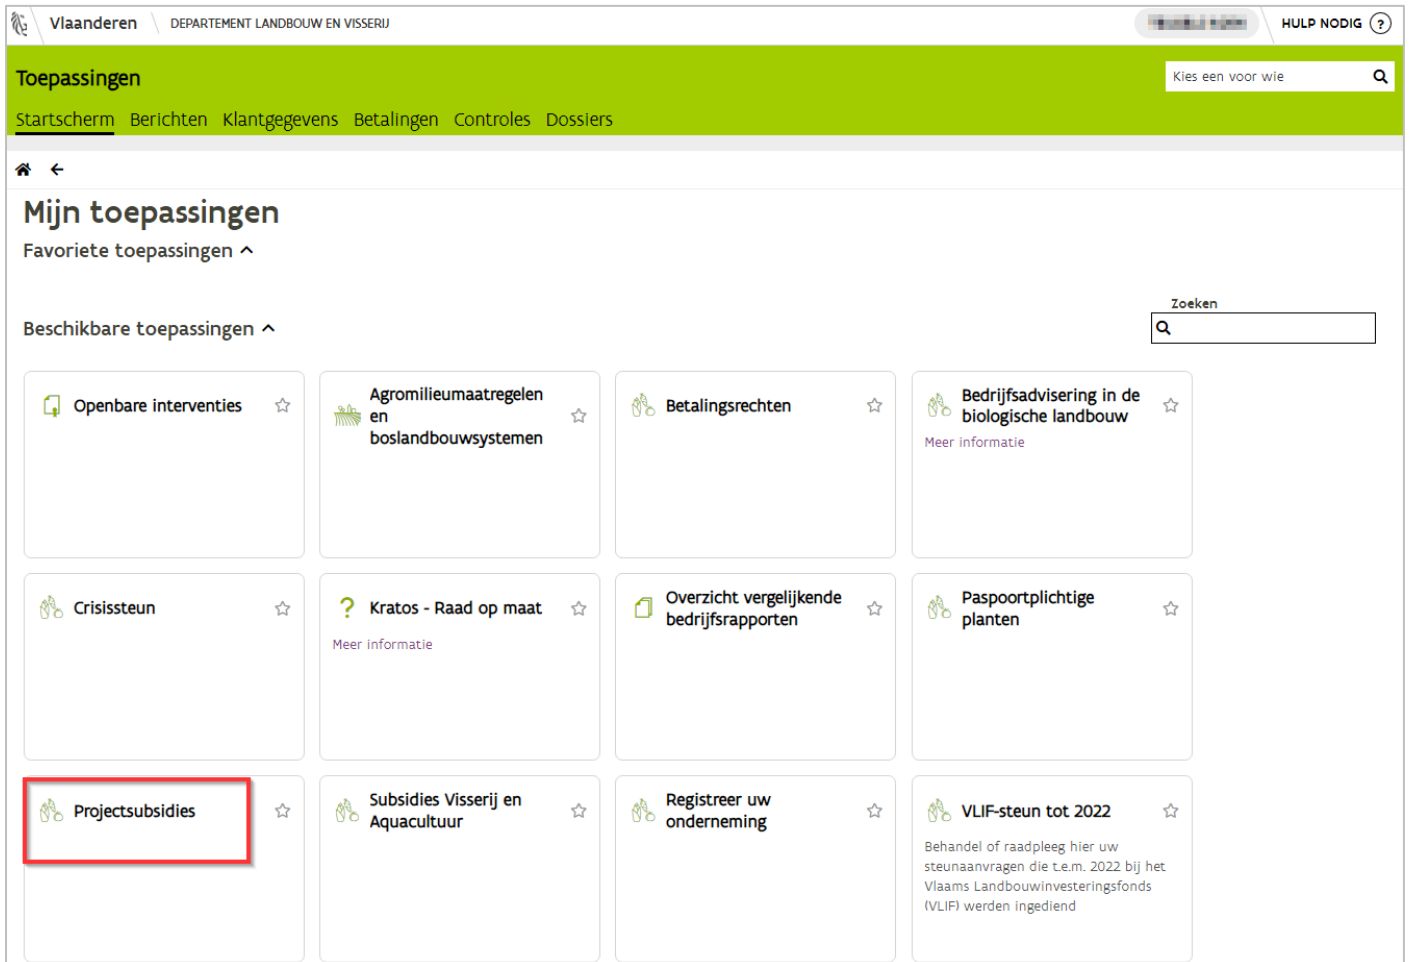 Vlaanderen
DEPARTEMENT LANDBOUW EN VISSERIJ
HULP NODIG ?
Toepassingen
Kies een voor wie
Startscherm Berichten Klantgegevens Betalingen Controles Dossiers
Mijn toepassingen
Favoriete toepassingen
Zoeken
Beschikbare toepassingen
Openbare interventies
Agromilieumaatregelen
en
boslandbouwsystemen
Betalingsrechten
Bedrijfsadvisering in de
biologische landbouw
Meer informatie
Crisissteun
? Kratos - Raad op maat
Meer informatie
Overzicht vergelijkende
bedrijfsrapporten
Paspoortplichtige
planten
Projectsubsidies
Subsidies Visserij en
Aquacultuur
Registreer uw
onderneming
VLIF-steun tot 2022
Behandel of raadpleeg hier uw
steunaanvragen die t.e.m. 2022 bij het
Vlaams Landbouwinvesteringsfonds
(VLIF) werden ingediend